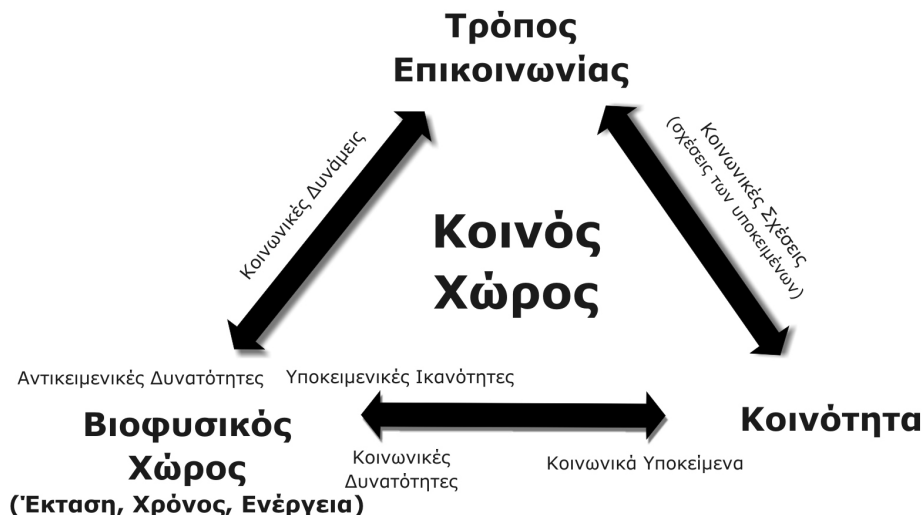 Τρόπος
Επικοινωνίας
Κοινωνικές Δυνάμεις
Κοινωνικές Σχέσεις
(σχέσεις των υποκειμένων)
Κοινός
Χώρος
Αντικειμενικές Δυνατότητες
Υποκειμενικές Ικανότητες
Βιοφυσικός
Χώρος
(Έκταση, Χρόνος, Ενέργεια)
Κοινωνικές
Δυνατότητες
Κοινωνικά Υποκείμενα
Κοινότητα